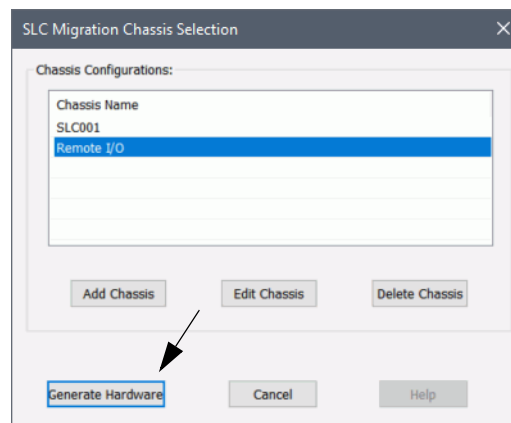 SLC Migration Chassis Selection
Chassis Configurations:
Chassis Name
SLC001
Remote I/O
Add Chassis Edit Chassis Delete Chassis
Generate Hardware Cancel Help